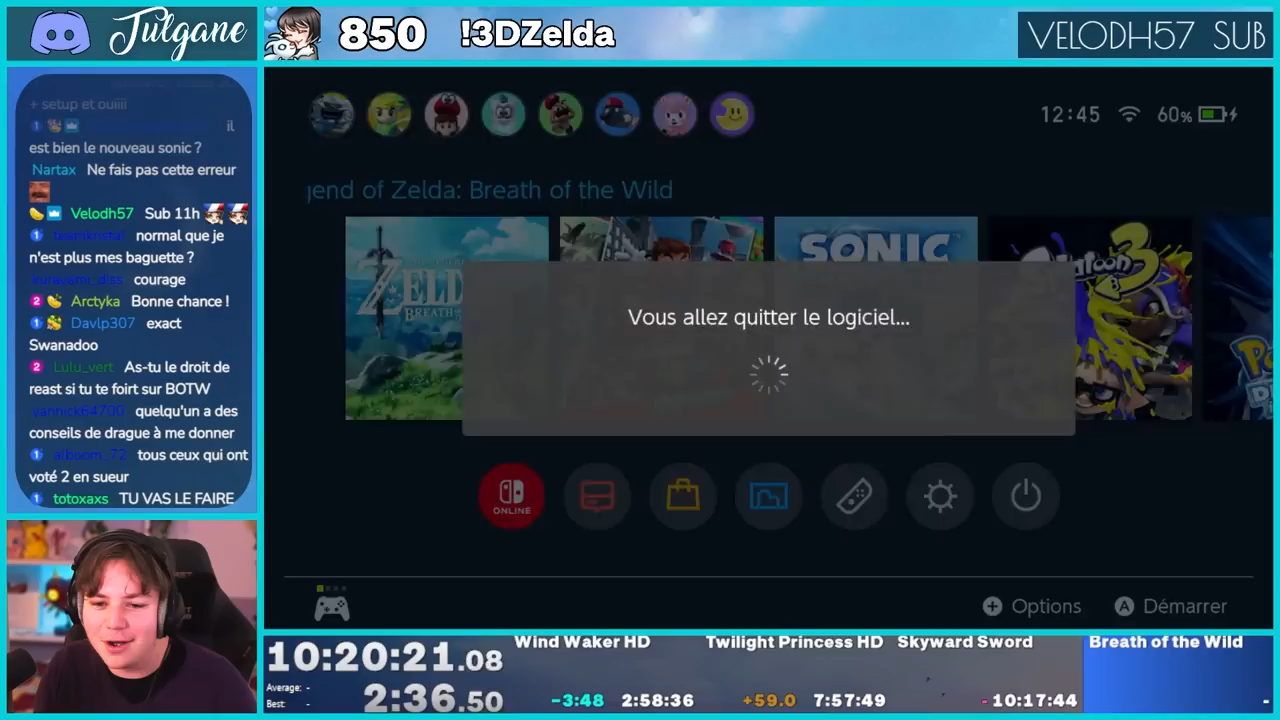 Julgane
850
!3DZelda
VELODH57 SUB
+ setup et ouiiii
il
est bien le nouveau sonic ?
Nartax Ne fais pas cette erreur
Velodh57 Sub 11h
normal que je
n'est plus mes baguette ?
courage
Arctyka Bonne chance !
Davlp307 exact
Swanadoo
Lulu_vert As-tu le droit de
reast si tu te foirt sur BOTW
yannick64700 quelqu'un a des
conseils de drague à me donner
alboom_72 tous ceux qui ont
voté 2 en sueur
totoxaxs TU VAS LE FAIRE
12:45
60%
gend of Zelda: Breath of the Wild
ZELD
BREATH
SONIC
Splatoon 3
Vous allez quitter le logiciel...
ONLINE
Options
Démarrer
10:20:21.08
Average: -
Best: -
2:36.50
Wind Waker HD
-3:48 2:58:36
Twilight Princess HD
+59.0 7:57:49
Skyward Sword
- 10:17:44
Breath of the Wild
-